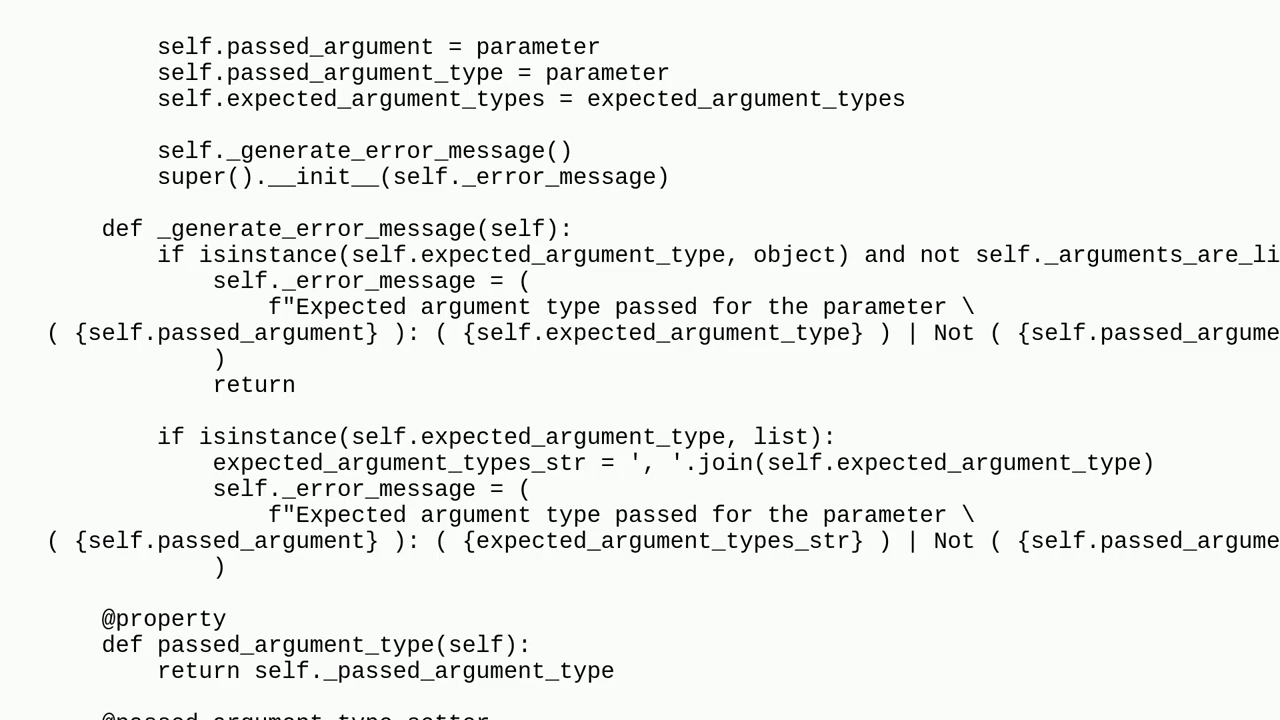 self.passed_argument = parameter
self.passed_argument_type = parameter
self.expected_argument_types = expected_argument_types
self._generate_error_message()
super().__init__(self._error_message)
def _generate_error_message(self):
if isinstance(self.expected_argument_type, object) and not self._arguments_are_li
self._error_message = (
f"Expected argument type passed for the parameter \
( {self.passed_argument} ): ( {self.expected_argument_type} ) | Not ( {self.passed_argume
)
return
if isinstance(self.expected_argument_type, list):
expected_argument_types_str = ', '.join(self.expected_argument_type)
self._error_message = (
f"Expected argument type passed for the parameter \
( {self.passed_argument} ): ( {expected_argument_types_str} ) | Not ( {self.passed_argume
)
@property
def passed_argument_type(self):
return self._passed_argument_type
@passed_argument_type.setter